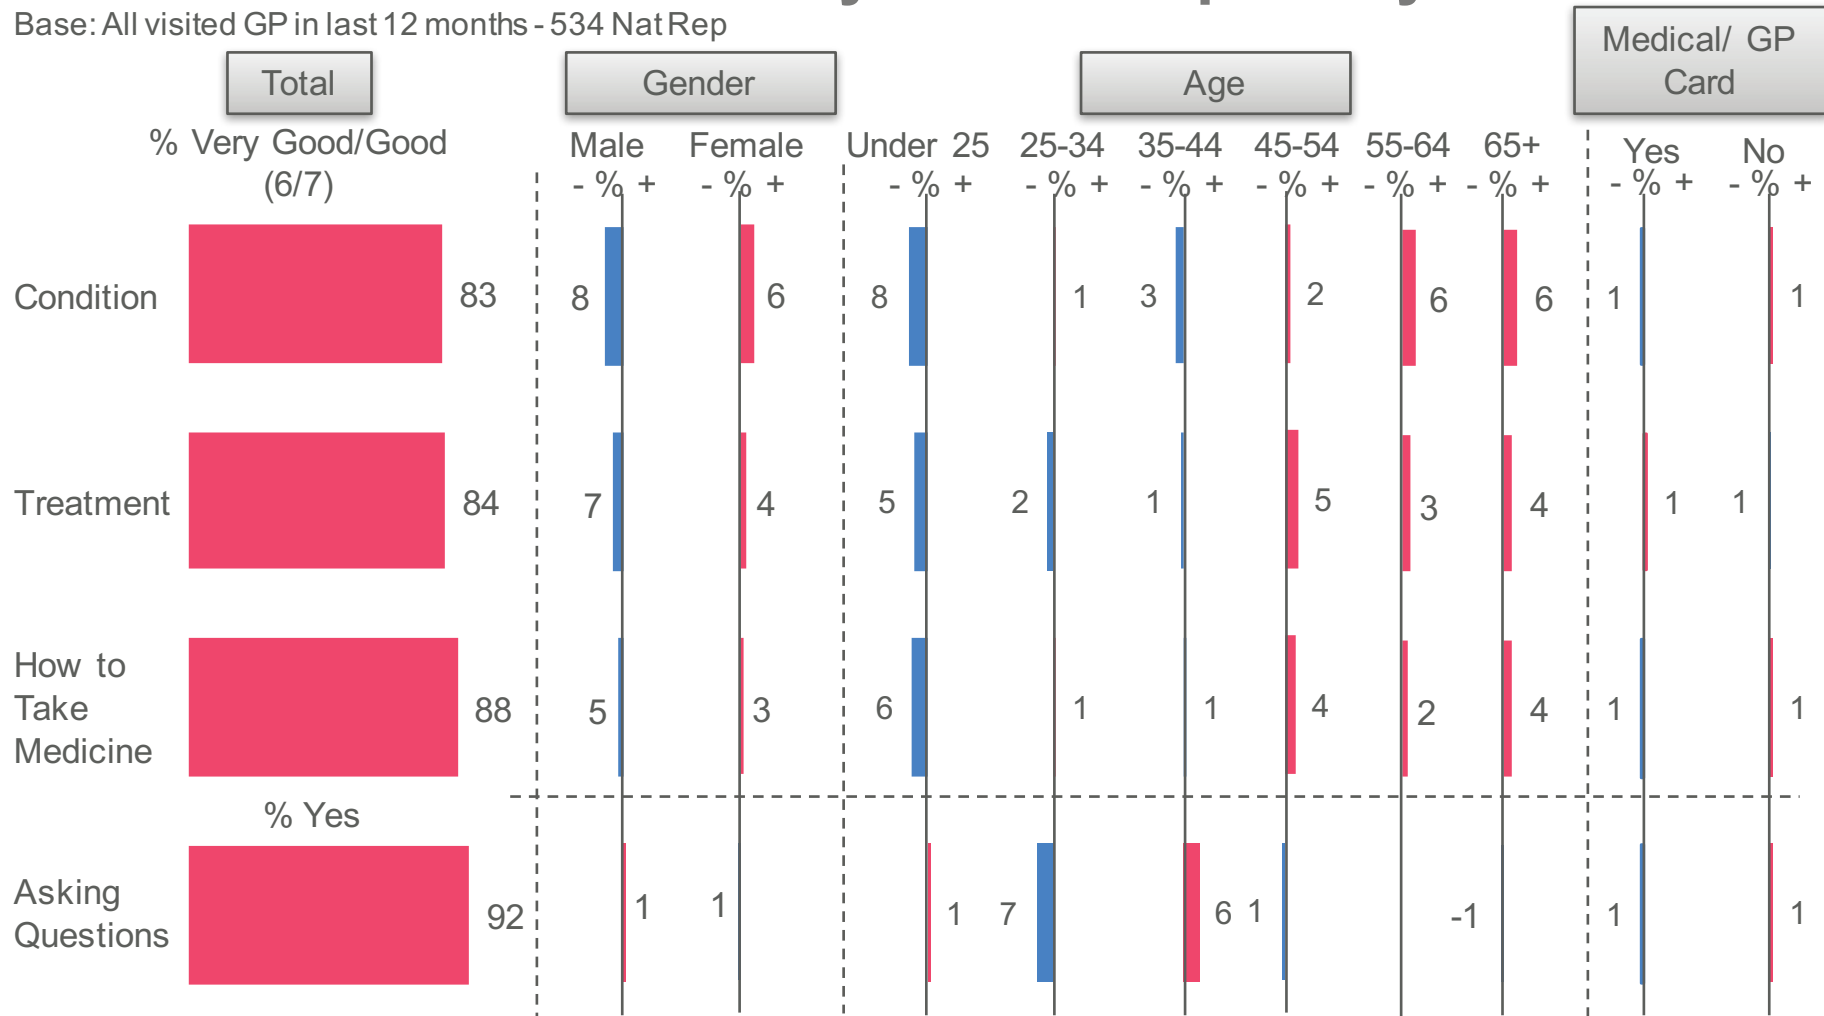 Base: All visited GP in last 12 months - 534 Nat Rep
Total
Gender
Age
Medical/ GP
Card
% Very Good/Good
(6/7)
Male
Female
Under 25
25-34
35-44
45-54
55-64
65+
Yes
No
- % +
- % +
- % +
- % +
- % +
- % +
- % +
- % +
- % +
- % +
Condition
83
8
6
8
1
3
2
6
6
1
1
Treatment
84
7
4
5
2
1
5
3
4
1
1
How to
Take
Medicine
88
5
3
6
1
1
4
2
4
1
1
% Yes
Asking
Questions
92
1
1
1
7
6
1
-1
1
1